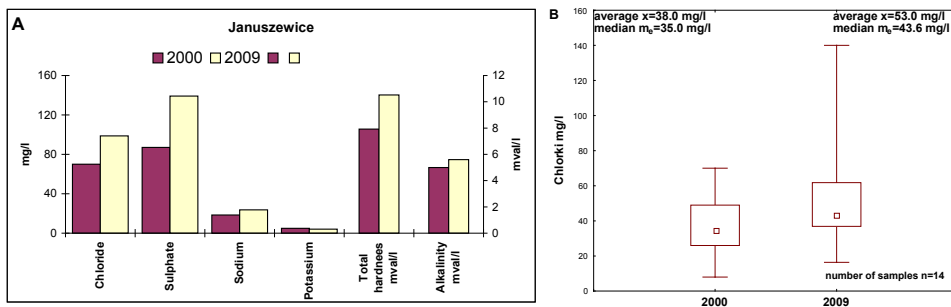 A
Januszewice
2000 2009
160
120
80
40
0
mg/l
12
10
8
6
4
2
0
mval/l
Chloride
Sulphate
Sodium
Potassium
Total
hardnees
mval/l
Alkalinity
mval/l
B
average x=38.0 mg/l
median me=35.0 mg/l
average x=53.0 mg/l
median me=43.6 mg/l
160
140
120
100
80
60
40
20
0
Chlorki mg/l
number of samples n=14
2000
2009